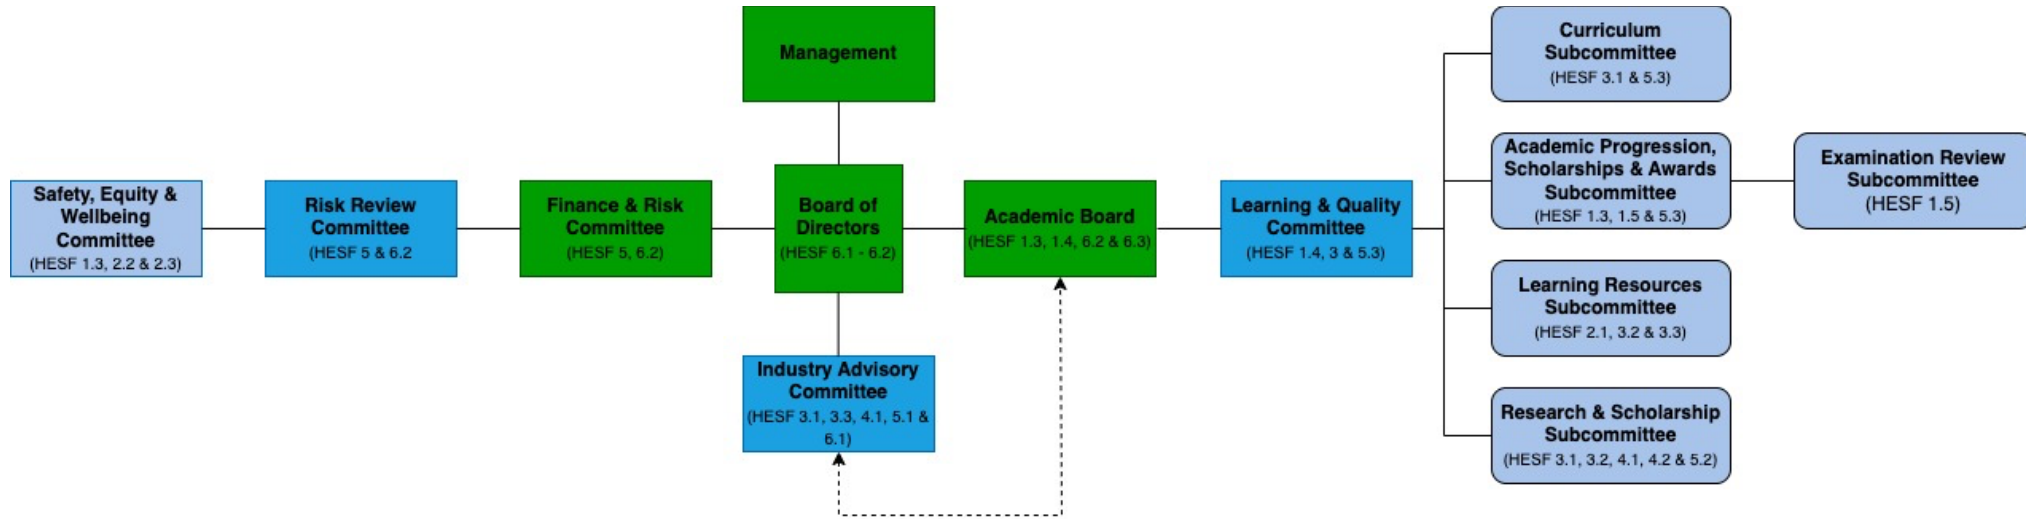 Management
Safety, Equity &
Wellbeing
Committee
(HESF 1.3, 2.2 & 2.3)
Risk Review
Committee
(HESF 5 & 6.2
Finance & Risk
Committee
(HESF 5, 6.2)
Board of
Directors
(HESF 6.1 - 6.2)
Academic Board
(HESF 1.3, 1.4, 6.2 & 6.3)
Learning & Quality
Committee
(HESF 1.4, 3 & 5.3)
Industry Advisory
Committee
(HESF 3.1, 3.3, 4.1, 5.1 &
6.1)
Curriculum
Subcommittee
(HESF 3.1 & 5.3)
Academic Progression,
Scholarships & Awards
Subcommittee
(HESF 1.3, 1.5 & 5.3)
Examination Review
Subcommittee
(HESF 1.5)
Learning Resources
Subcommittee
(HESF 2.1, 3.2 & 3.3)
Research & Scholarship
Subcommittee
(HESF 3.1, 3.2, 4.1, 4.2 & 5.2)